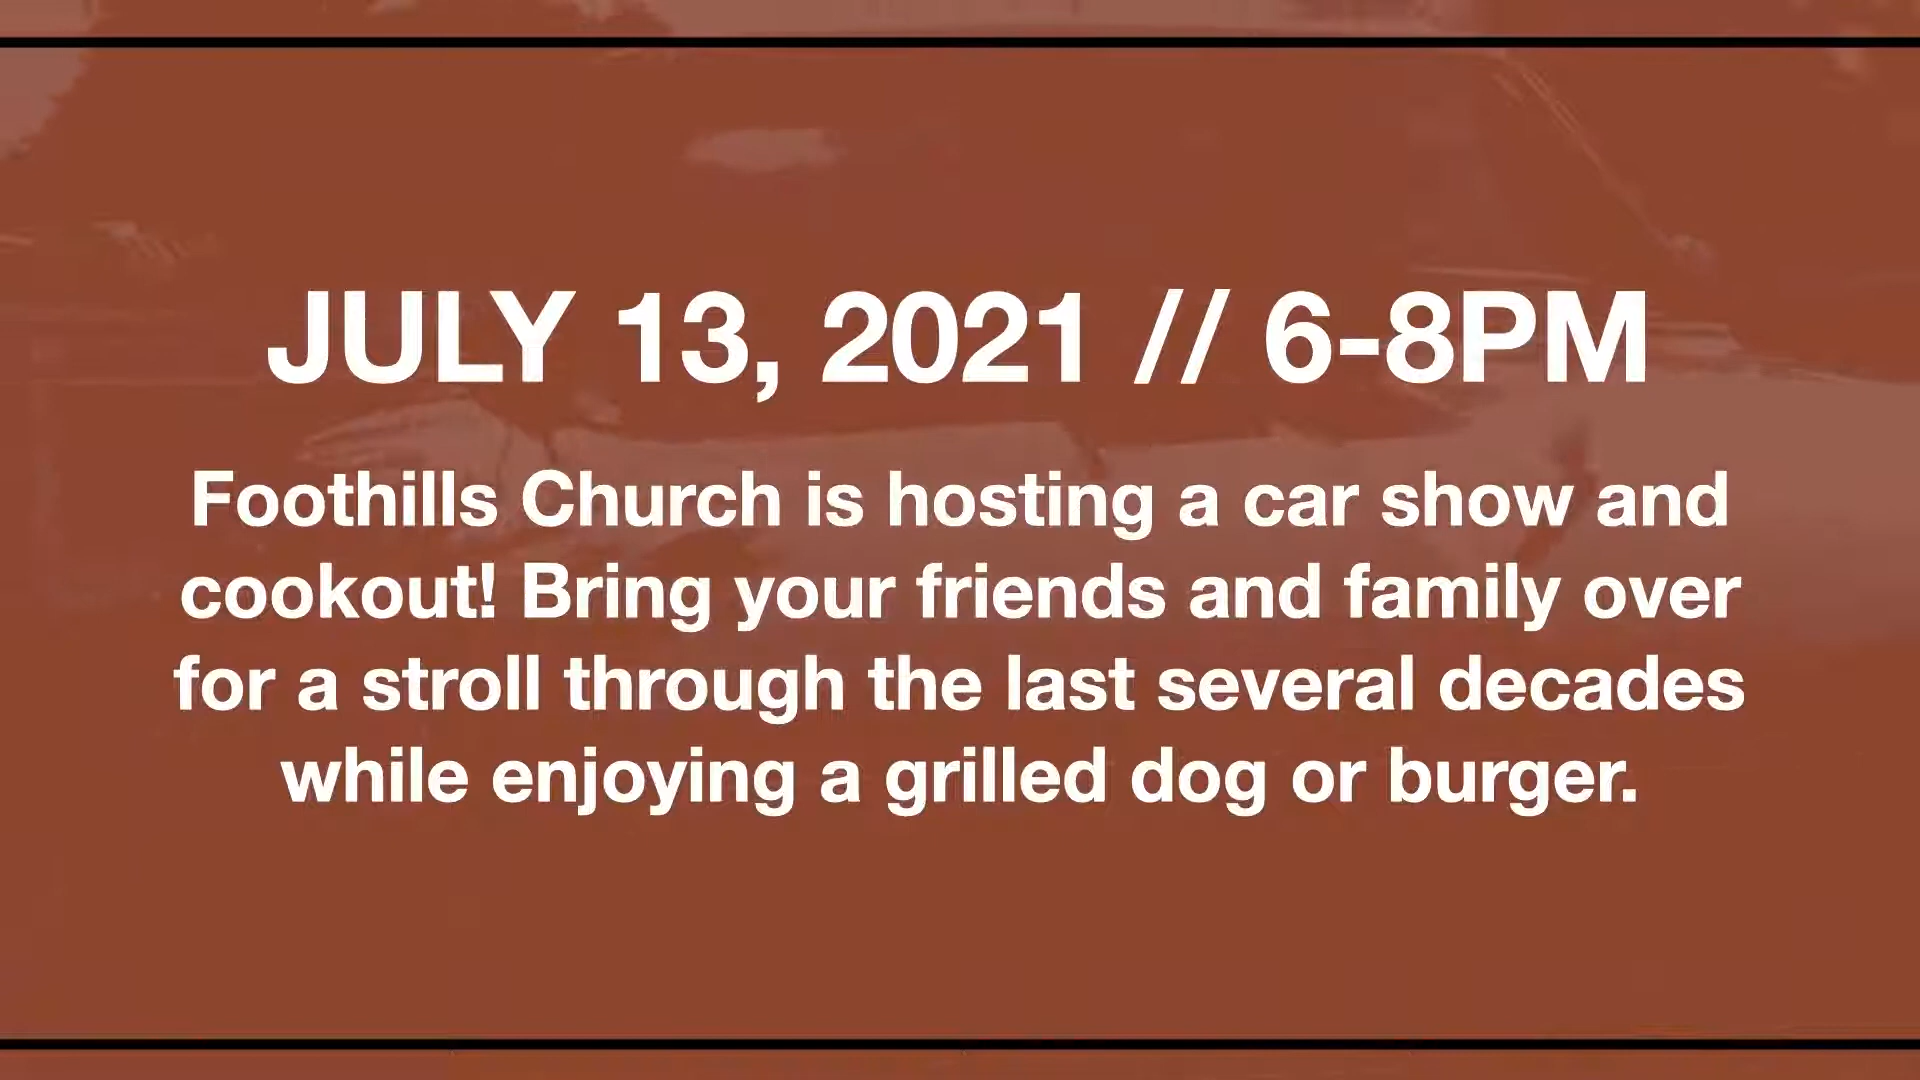 JULY 13, 2021 // 6-8PM
Foothills Church is hosting a car show and
cookout! Bring your friends and family over
for a stroll through the last several decades
while enjoying a grilled dog or burger.